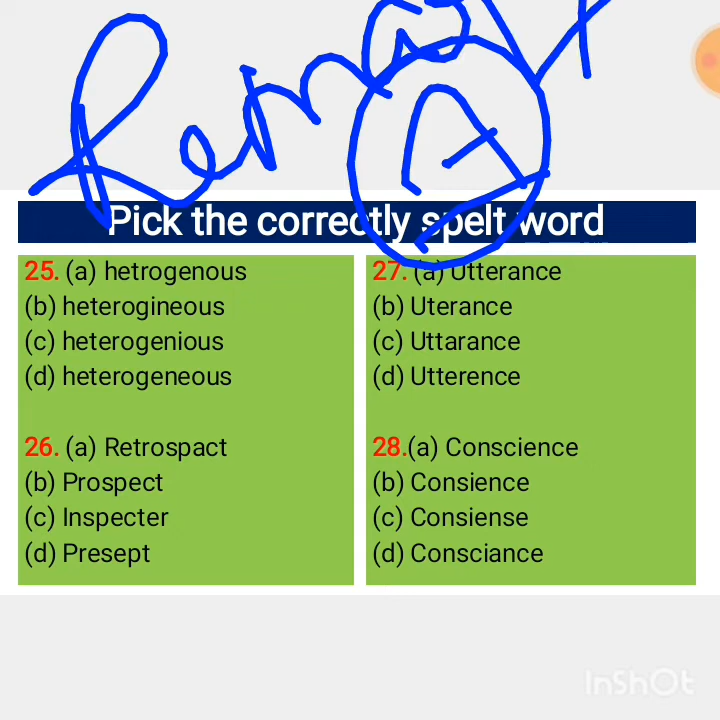 Pick the correctly spelt word
25. (a) hetrogenous
(b) heterogineous
(c) heterogenious
(d) heterogeneous
26. (a) Retrospact
(b) Prospect
(c) Inspecter
(d) Presept
27. (a) Utterance
(b) Uterance
(c) Uttarance
(d) Utterence
28.(a) Conscience
(b) Consience
(c) Consiense
(d) Consciance
InShOt